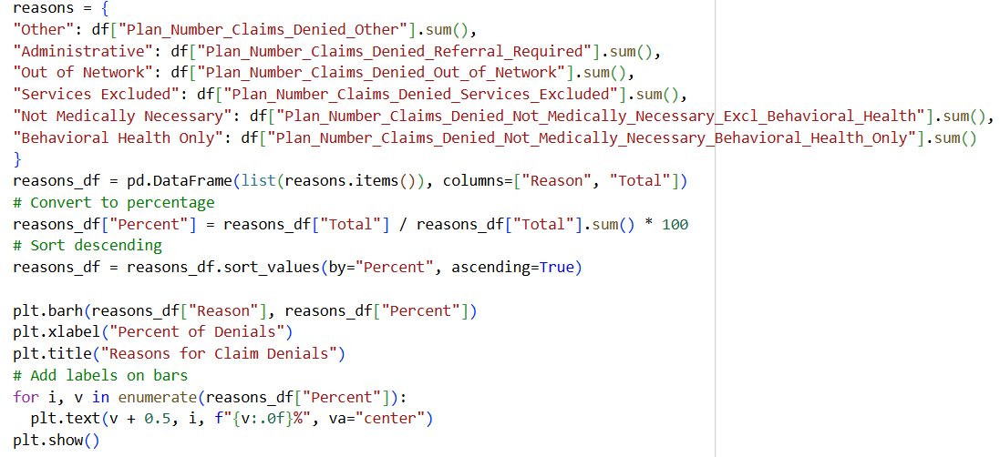 reasons = {
"Other": df["Plan_Number_Claims_Denied_Other"].sum(),
"Administrative": df["Plan_Number_Claims_Denied_Referral_Required"].sum(),
"Out of Network": df["Plan_Number_Claims_Denied_Out_of_Network"].sum(),
"Services Excluded": df["Plan_Number_Claims_Denied_Services_Excluded"].sum(),
"Not Medically Necessary": df["Plan_Number_Claims_Denied_Not_Medically_Necessary_Excl_Behavioral_Health"].sum(),
"Behavioral Health Only": df["Plan_Number_Claims_Denied_Not_Medically_Necessary_Behavioral_Health_Only"].sum()
}
reasons_df = pd.DataFrame(list(reasons.items()), columns=["Reason", "Total"])
# Convert to percentage
reasons_df["Percent"] = reasons_df["Total"] / reasons_df["Total"].sum() * 100
# Sort descending
reasons_df = reasons_df.sort_values(by="Percent", ascending=True)

plt.barh(reasons_df["Reason"], reasons_df["Percent"])
plt.xlabel("Percent of Denials")
plt.title("Reasons for Claim Denials")
# Add labels on bars
for i, v in enumerate(reasons_df["Percent"]):
  plt.text(v + 0.5, i, f"{v:.0f}%", va="center")
plt.show()